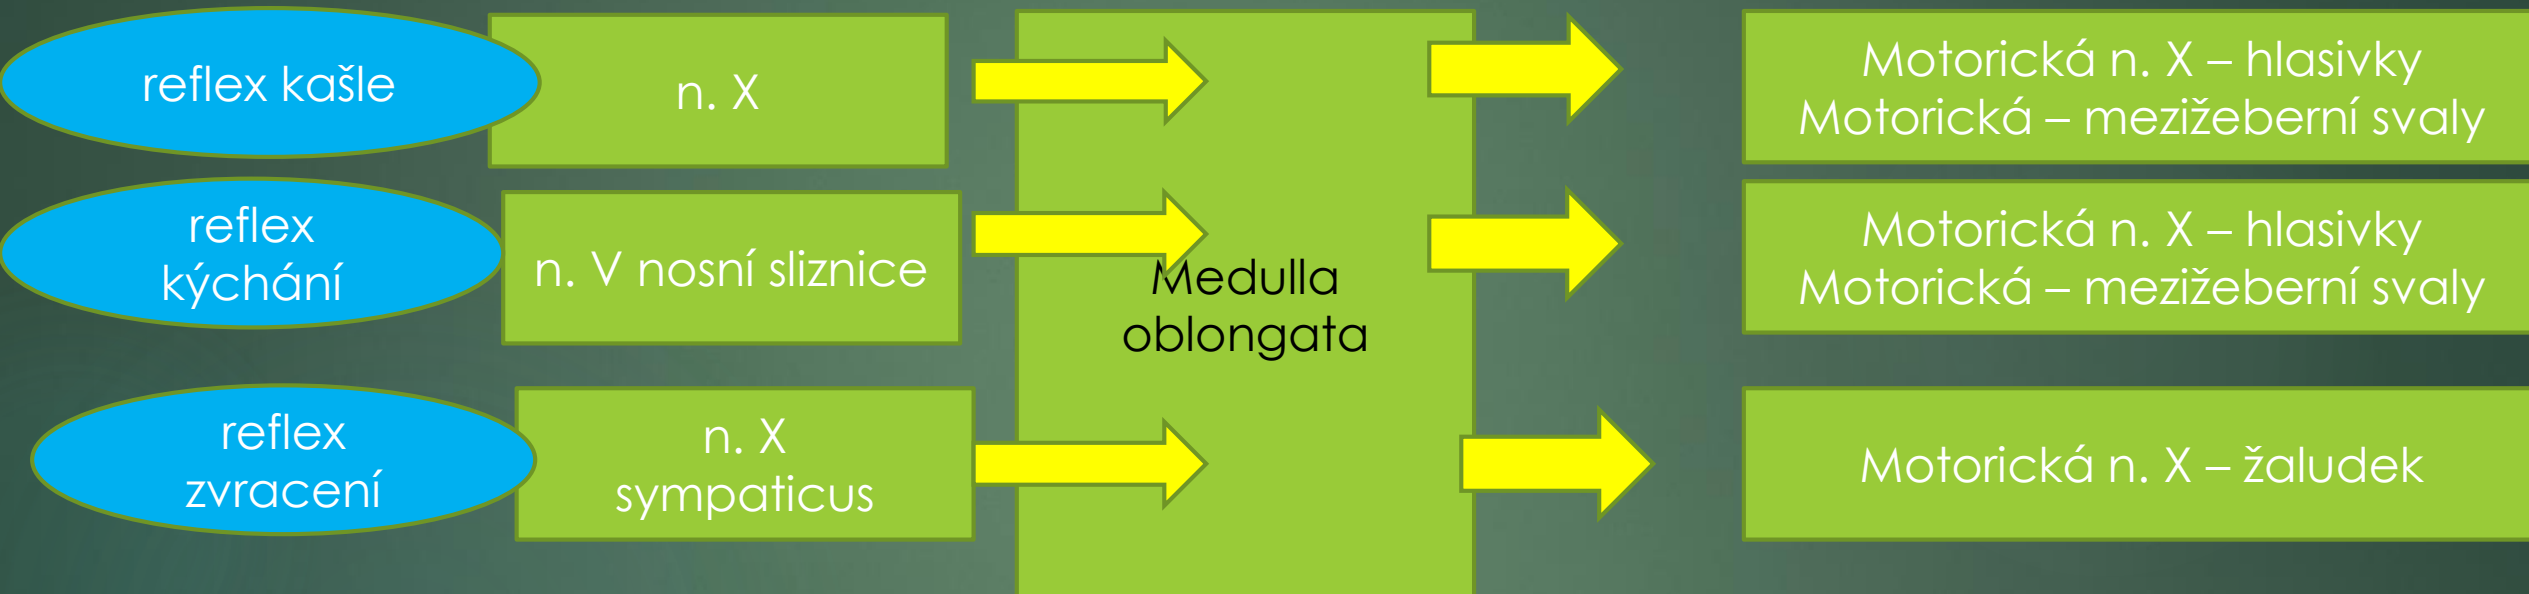 reflex kašle
n. X
Motorická n. X – hlasivky
Motorická – mezižeberní svaly
reflex
kýchání
n. V nosní sliznice
Motorická n. X – hlasivky
Motorická – mezižeberní svaly
Medulla
oblongata
reflex
zvracení
n. X
sympaticus
Motorická n. X – žaludek